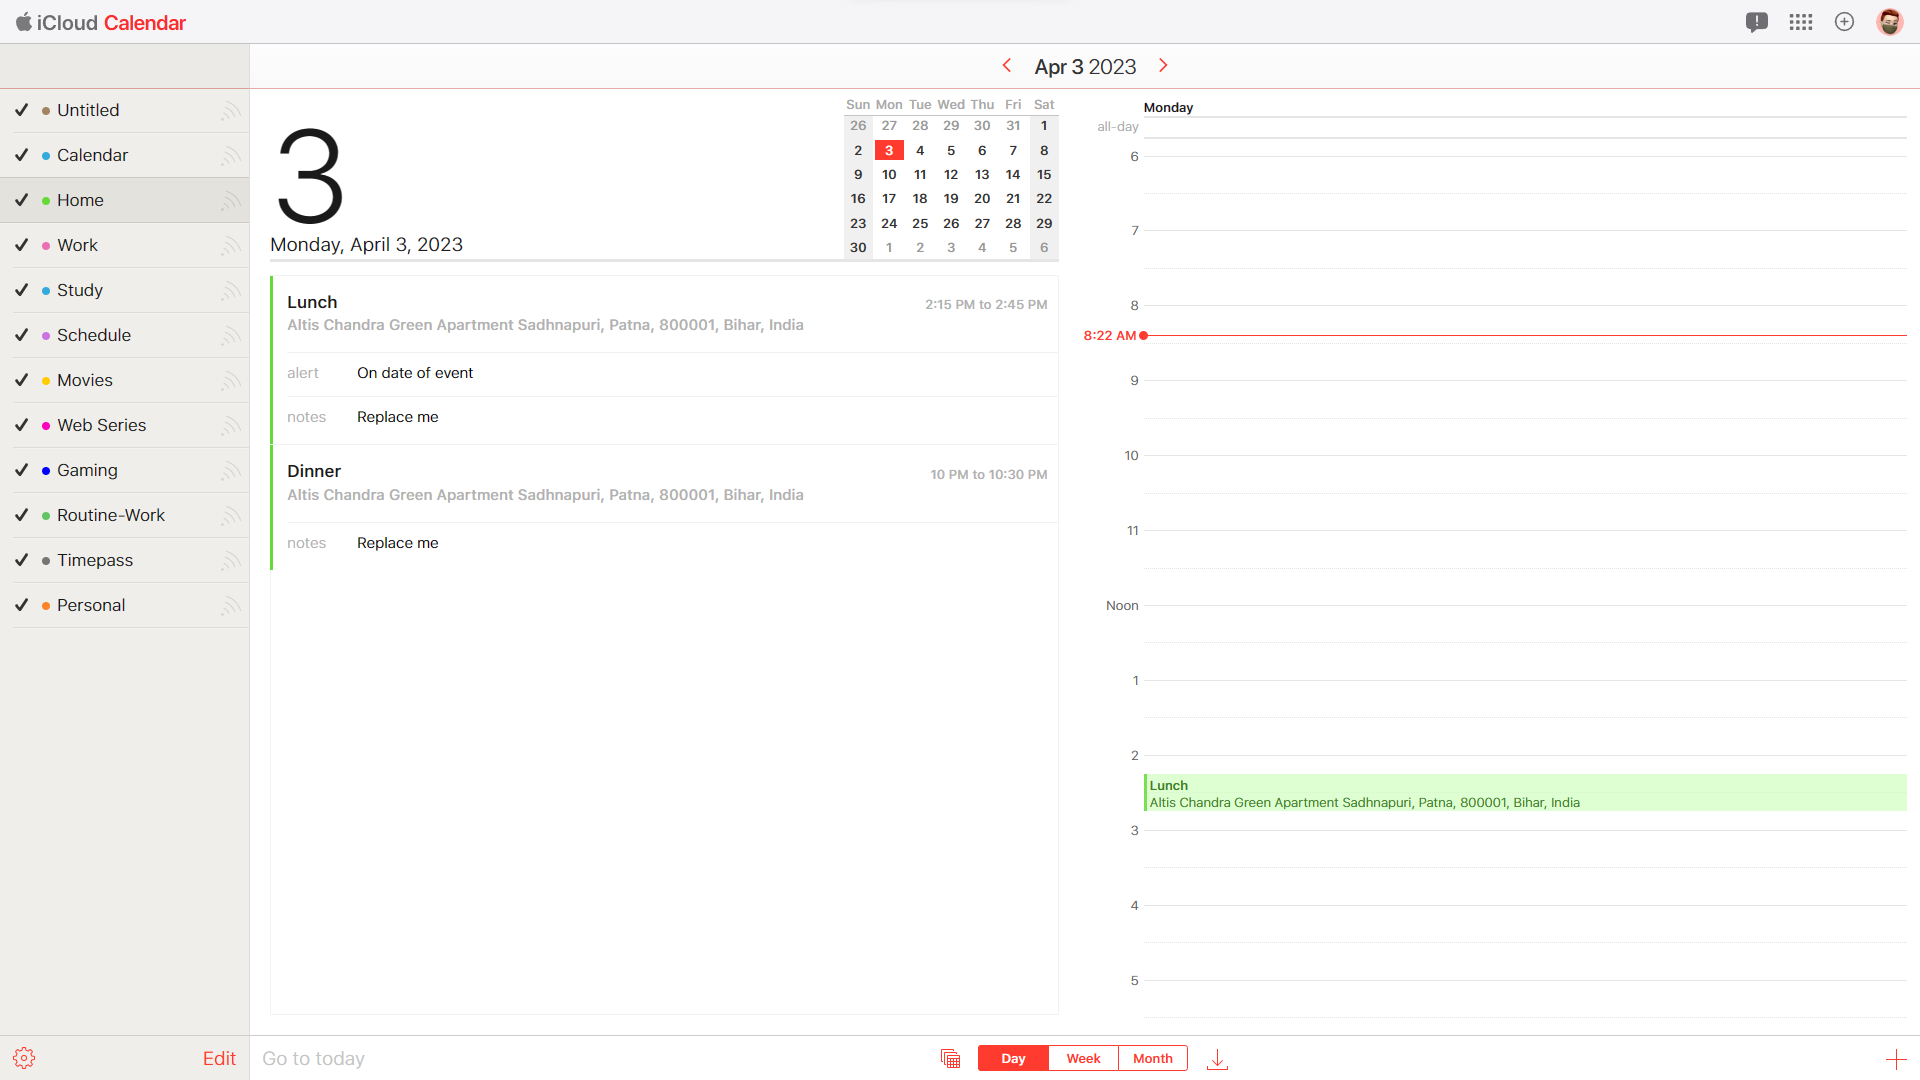 iCloud Calendar
Apr 3 2023
Untitled
Calendar
Home
Work
Study
Schedule
Movies
Web Series
Gaming
Routine-Work
Timepass
Personal
Edit
3
Monday, April 3, 2023
Sun Mon Tue Wed Thu Fri Sat
26 27 28 29 30 31 1
2 3 4 5 6 7 8
9 10 11 12 13 14 15
16 17 18 19 20 21 22
23 24 25 26 27 28 29
30 1 2 3 4 5 6
Lunch 2:15 PM to 2:45 PM
Altis Chandra Green Apartment Sadhnapuri, Patna, 800001, Bihar, India
alert On date of event
notes Replace me
Dinner 10 PM to 10:30 PM
Altis Chandra Green Apartment Sadhnapuri, Patna, 800001, Bihar, India
notes Replace me
Monday
all-day
6
7
8
8:22 AM
9
10
11
Noon
1
2
Lunch
Altis Chandra Green Apartment Sadhnapuri, Patna, 800001, Bihar, India
3
4
5
Go to today
Day Week Month